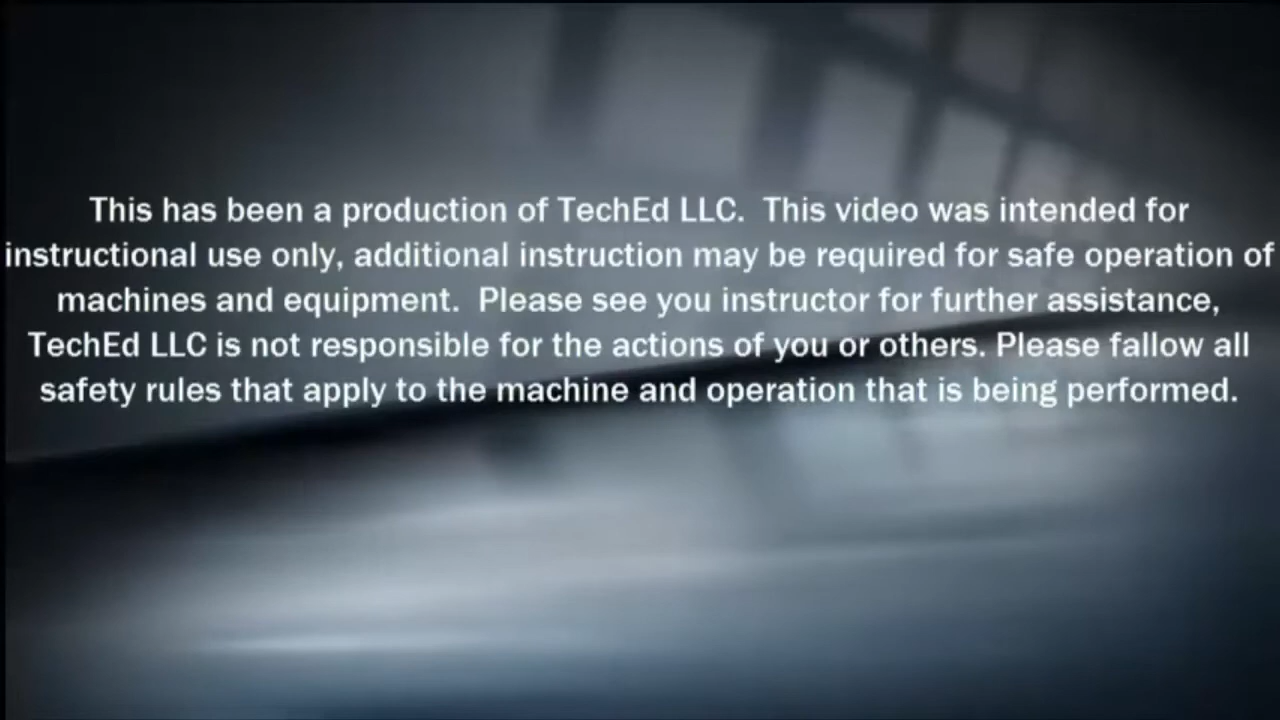 This has been a production of TechEd LLC.  This video was intended for
instructional use only, additional instruction may be required for safe operation of
machines and equipment.  Please see you instructor for further assistance,
TechEd LLC is not responsible for the actions of you or others. Please fallow all
safety rules that apply to the machine and operation that is being performed.